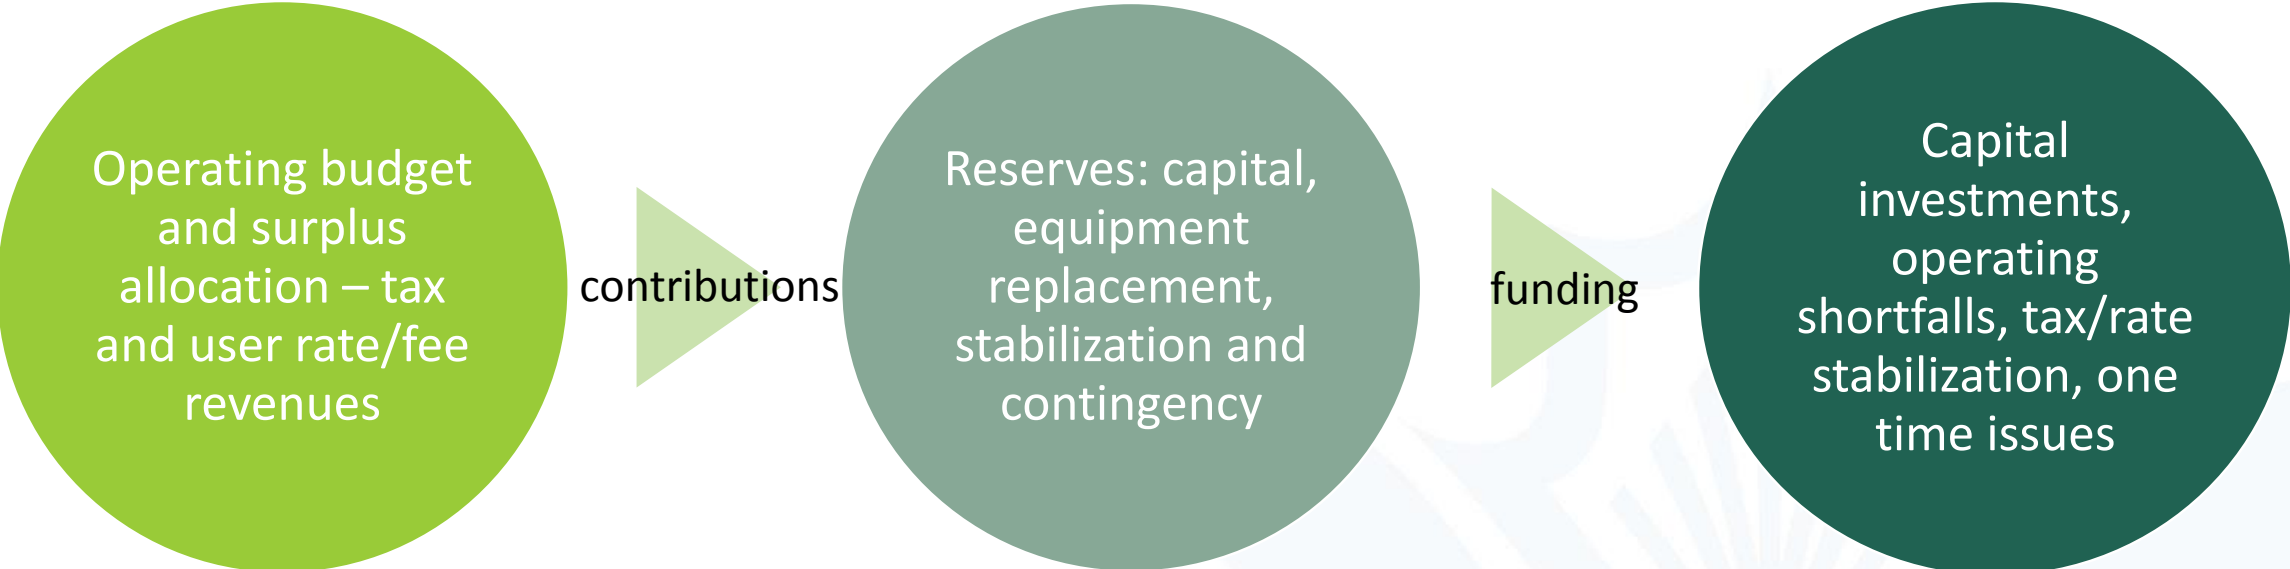 Operating budget
and surplus
allocation – tax
and user rate/fee
revenues
contributions
Reserves: capital,
equipment
replacement,
stabilization and
contingency
funding
Capital
investments,
operating
shortfalls, tax/rate
stabilization, one
time issues